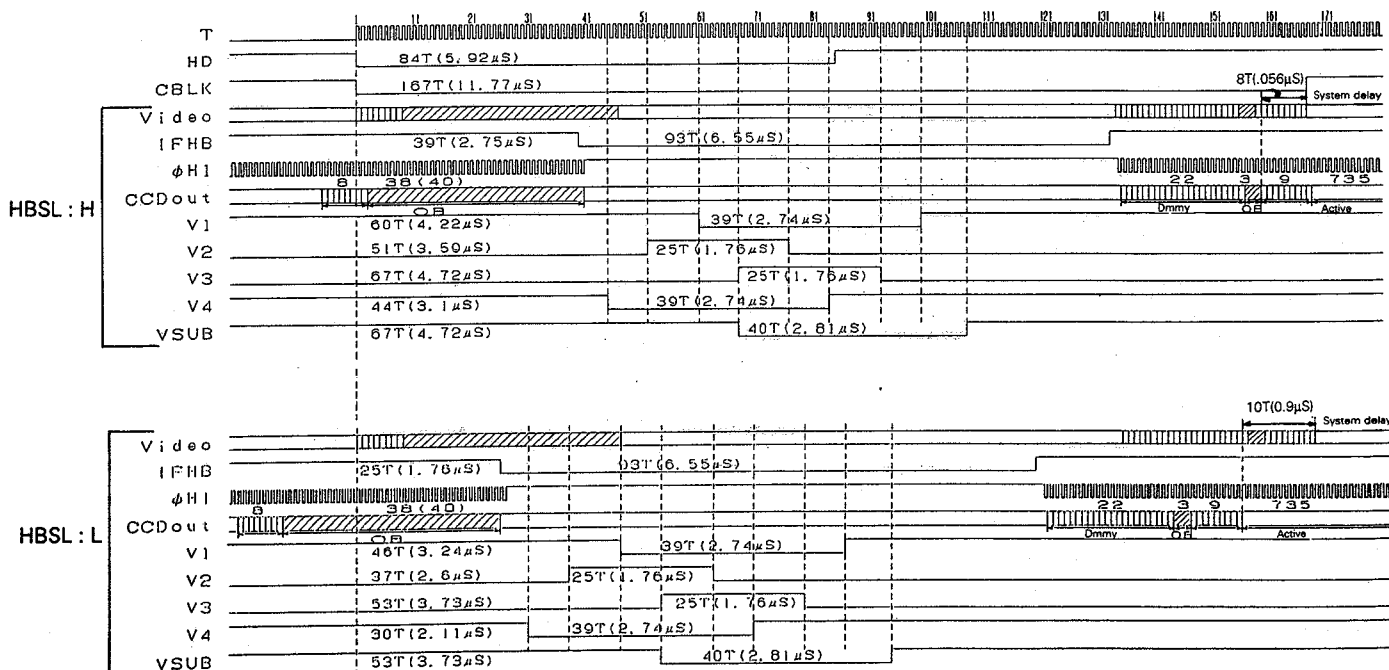 1 11 21 31 41 51 61 71 81 91 101 111 121 131 141 151 161 171
T
HD 84T(5.92μS)
CBLK 167T(11.77μS) 8T(.056μS)
HBSL : H
Video System delay
IFHB 39T(2.75μS) 93T(6.55μS)
φH1
8 38(40) 22 3 9 735
CCDout
OB Dmmy OB Active
V1 60T(4.22μS) 39T(2.74μS)
V2 51T(3.59μS) 25T(1.76μS)
V3 67T(4.72μS) 25T(1.76μS)
V4 44T(3.1μS) 39T(2.74μS)
VSUB 67T(4.72μS) 40T(2.81μS)
10T(0.9μS)
HBSL : L
Video System delay
IFHB 25T(1.76μS) 03T(6.55μS)
φH1
8 38(40) 22 3 9 735
CCDout
OB Dmmy OB Active
V1 46T(3.24μS) 39T(2.74μS)
V2 37T(2.6μS) 25T(1.76μS)
V3 53T(3.73μS) 25T(1.76μS)
V4 30T(2.11μS) 39T(2.74μS)
VSUB 53T(3.73μS) 40T(2.81μS)